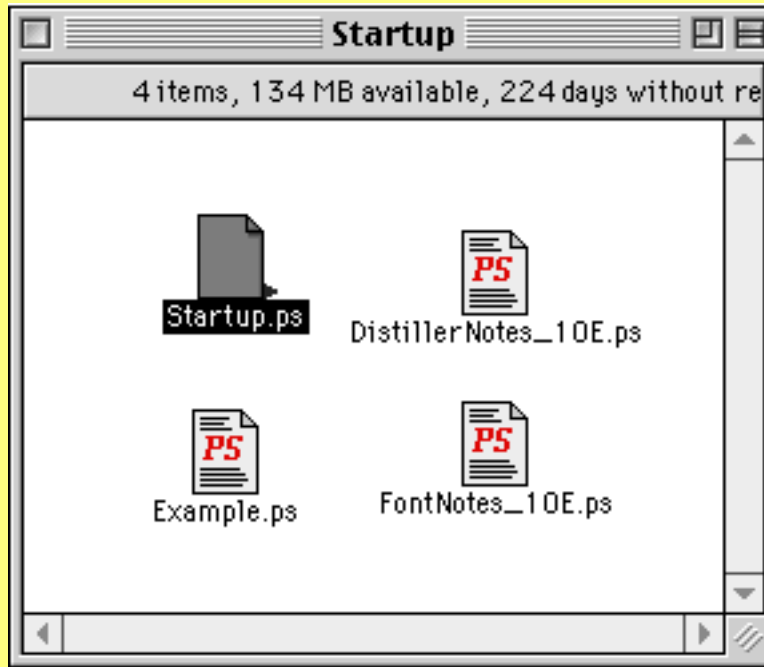 Startup
4 items, 134 MB available, 224 days without re
PS
Startup.ps
DistillerNotes_10E.ps
PS
PS
Example.ps
FontNotes_10E.ps